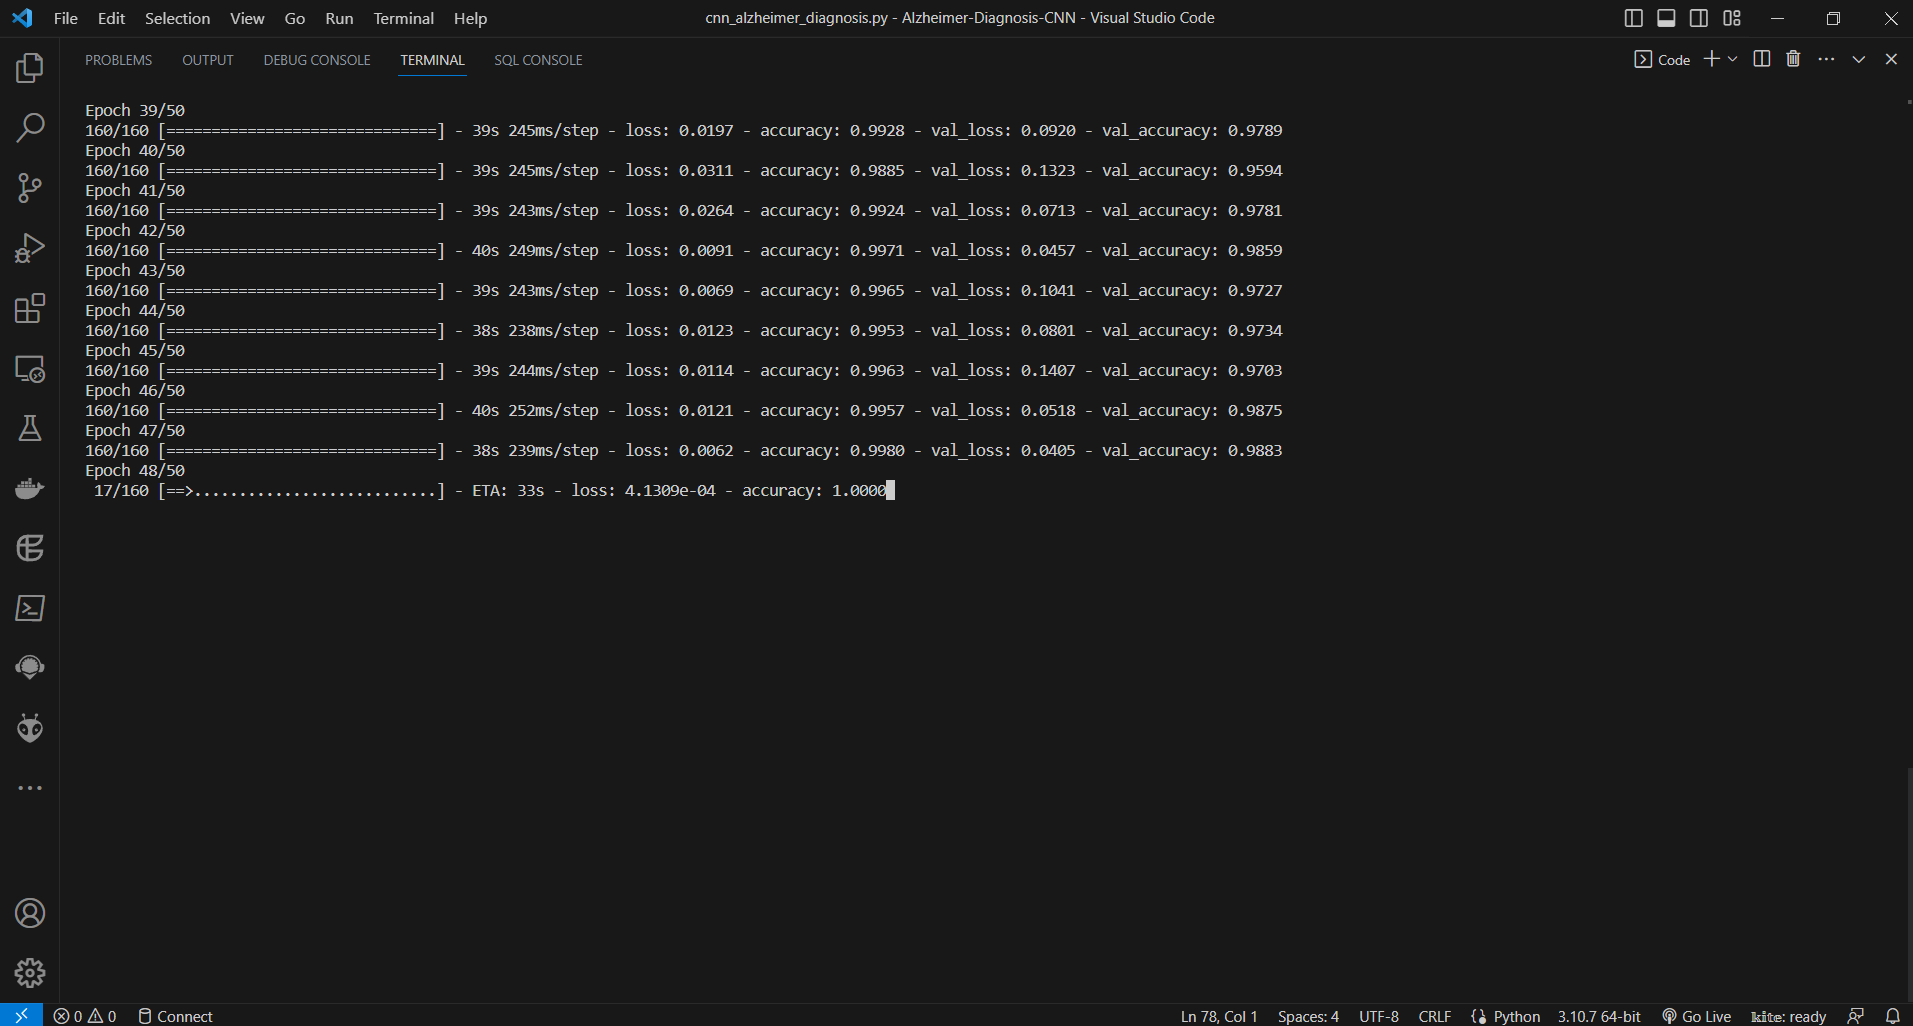 File Edit Selection View Go Run Terminal Help
cnn_alzheimer_diagnosis.py - Alzheimer-Diagnosis-CNN - Visual Studio Code
PROBLEMS OUTPUT DEBUG CONSOLE TERMINAL SQL CONSOLE
Code
Epoch 39/50
160/160 [==============================] - 39s 245ms/step - loss: 0.0197 - accuracy: 0.9928 - val_loss: 0.0920 - val_accuracy: 0.9789
Epoch 40/50
160/160 [==============================] - 39s 245ms/step - loss: 0.0311 - accuracy: 0.9885 - val_loss: 0.1323 - val_accuracy: 0.9594
Epoch 41/50
160/160 [==============================] - 39s 243ms/step - loss: 0.0264 - accuracy: 0.9924 - val_loss: 0.0713 - val_accuracy: 0.9781
Epoch 42/50
160/160 [==============================] - 40s 249ms/step - loss: 0.0091 - accuracy: 0.9971 - val_loss: 0.0457 - val_accuracy: 0.9859
Epoch 43/50
160/160 [==============================] - 39s 243ms/step - loss: 0.0069 - accuracy: 0.9965 - val_loss: 0.1041 - val_accuracy: 0.9727
Epoch 44/50
160/160 [==============================] - 38s 238ms/step - loss: 0.0123 - accuracy: 0.9953 - val_loss: 0.0801 - val_accuracy: 0.9734
Epoch 45/50
160/160 [==============================] - 39s 244ms/step - loss: 0.0114 - accuracy: 0.9963 - val_loss: 0.1407 - val_accuracy: 0.9703
Epoch 46/50
160/160 [==============================] - 40s 252ms/step - loss: 0.0121 - accuracy: 0.9957 - val_loss: 0.0518 - val_accuracy: 0.9875
Epoch 47/50
160/160 [==============================] - 38s 239ms/step - loss: 0.0062 - accuracy: 0.9980 - val_loss: 0.0405 - val_accuracy: 0.9883
Epoch 48/50
17/160 [==>...........................] - ETA: 33s - loss: 4.1309e-04 - accuracy: 1.0000
0 0 Connect
Ln 78, Col 1 Spaces: 4 UTF-8 CRLF Python 3.10.7 64-bit Go Live kite: ready